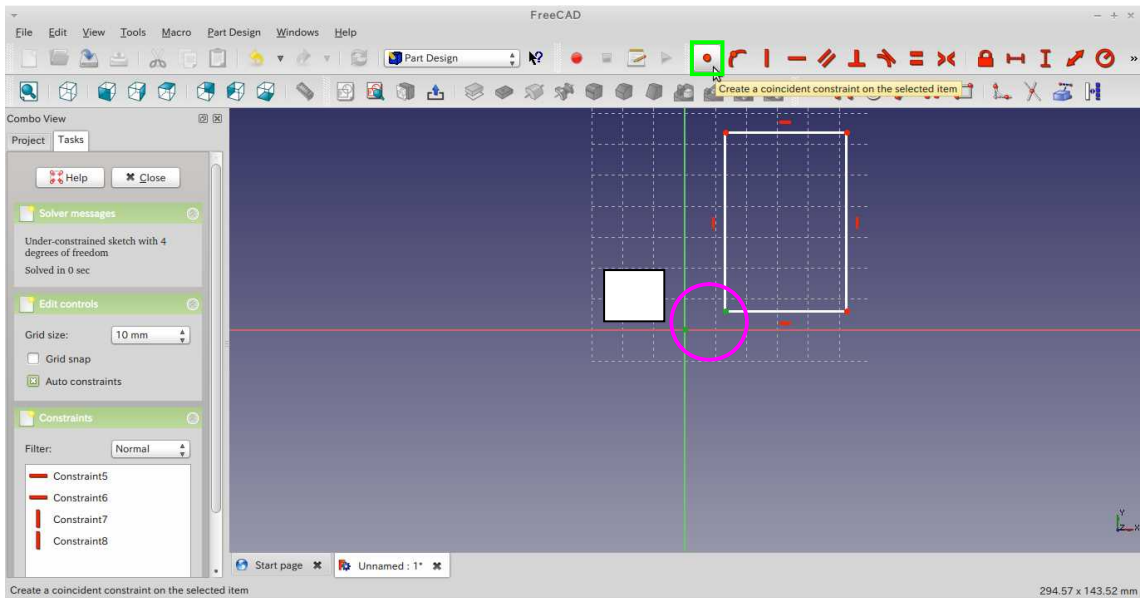 FreeCAD
File Edit View Tools Macro Part Design Windows Help
Part Design
»
Create a coincident constraint on the selected item
Combo View
Project Tasks
Help Close
Solver messages
Under-constrained sketch with 4
degrees of freedom
Solved in 0 sec
Edit controls
Grid size: 10 mm
Grid snap
Auto constraints
Constraints
Filter: Normal
Constraint5
Constraint6
Constraint7
Constraint8
Y
Z X
Start page Unnamed : 1*
Create a coincident constraint on the selected item 294.57 x 143.52 mm